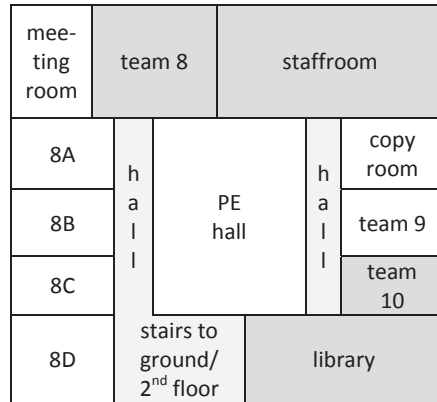 mee-
ting
room
team 8
staffroom
8A
8B
8C
8D
h
a
l
l
PE
hall
h
a
l
l
copy
room
team 9
team
10
stairs to
ground/
2nd floor
library